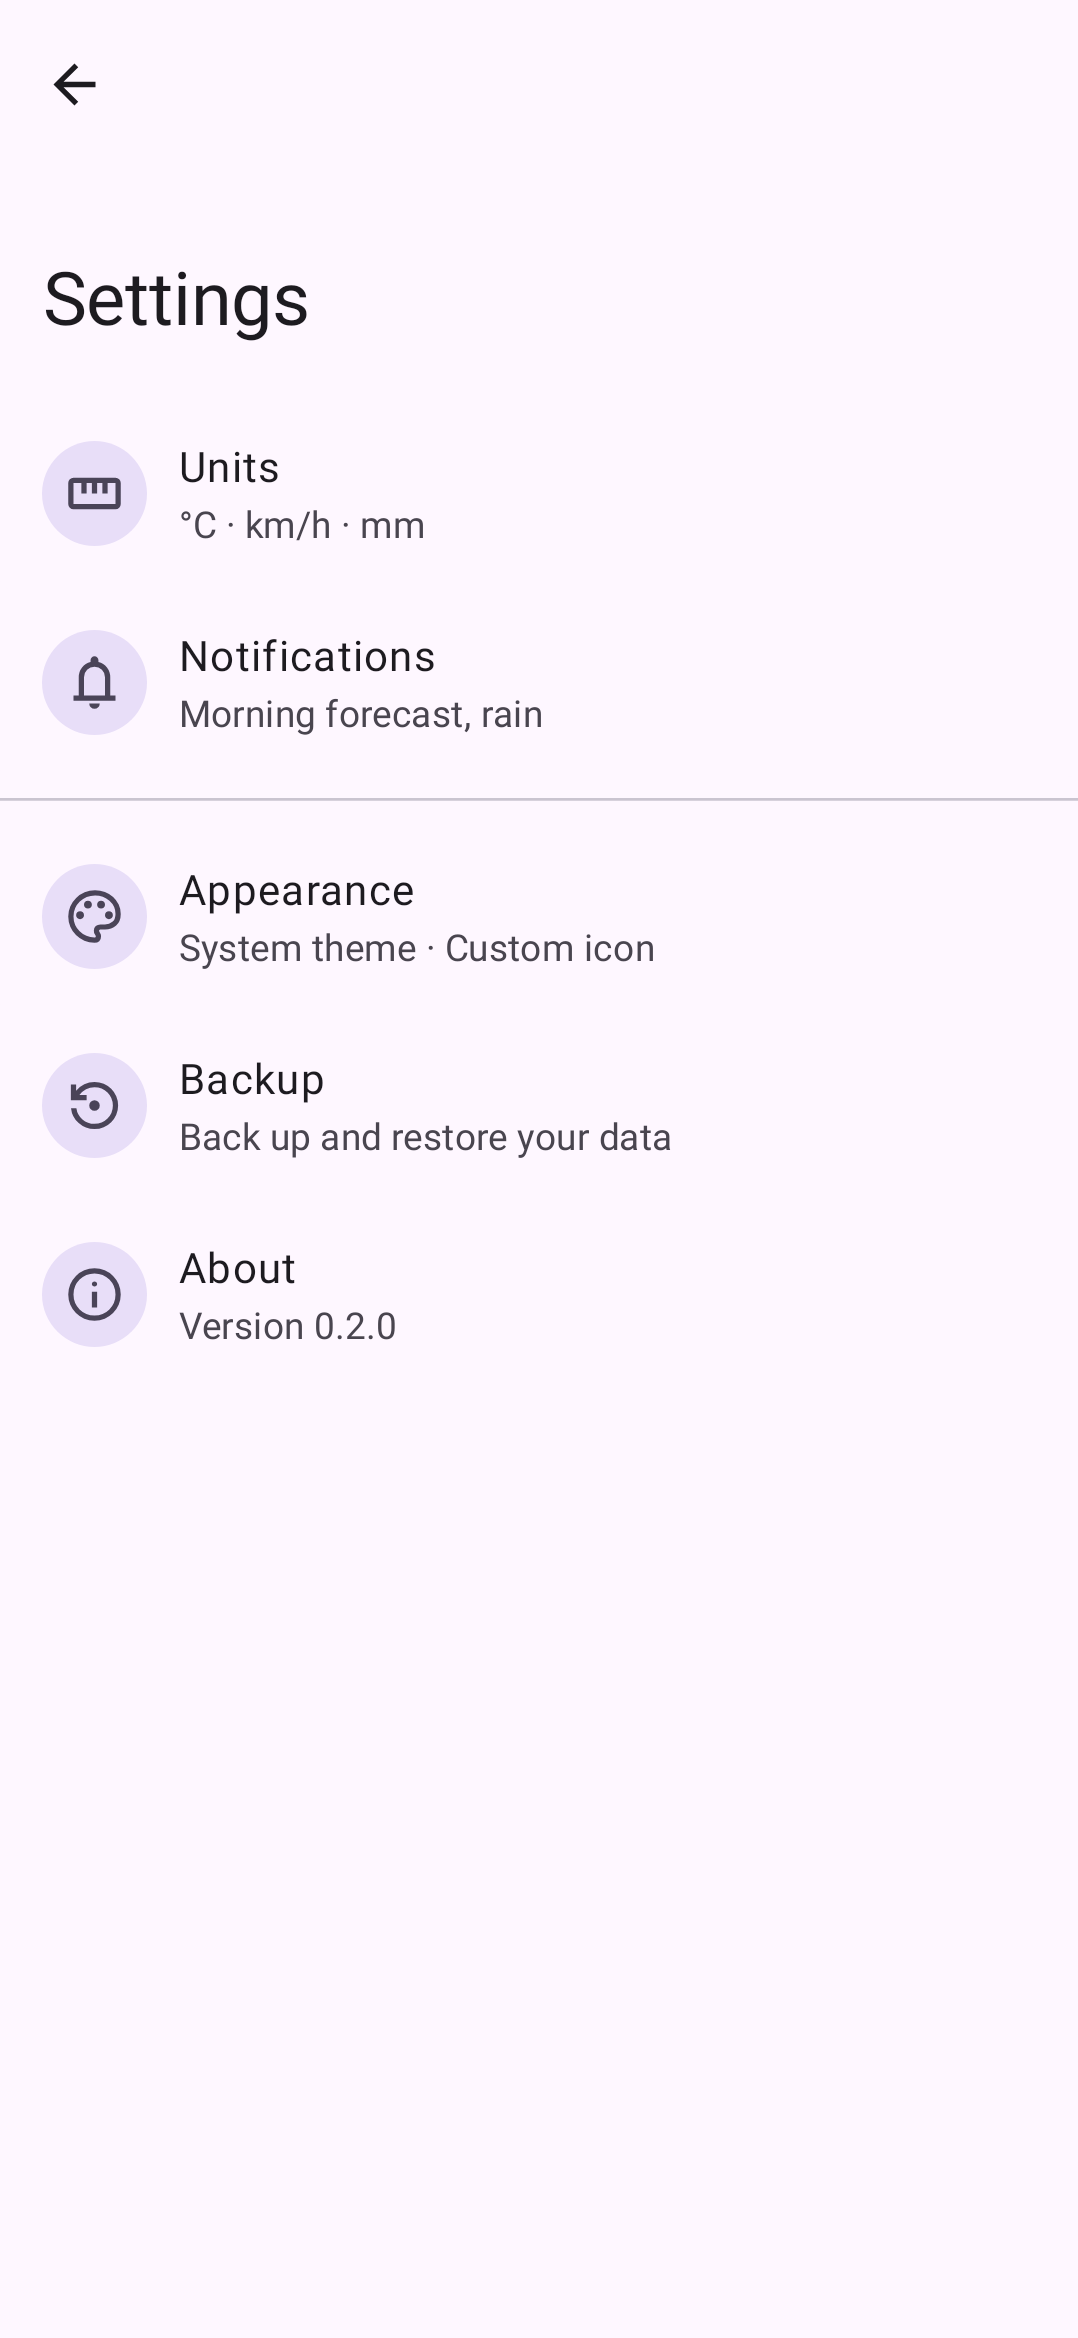 Settings
Units
°C · km/h · mm
Notifications
Morning forecast, rain
Appearance
System theme · Custom icon
Backup
Back up and restore your data
About
Version 0.2.0